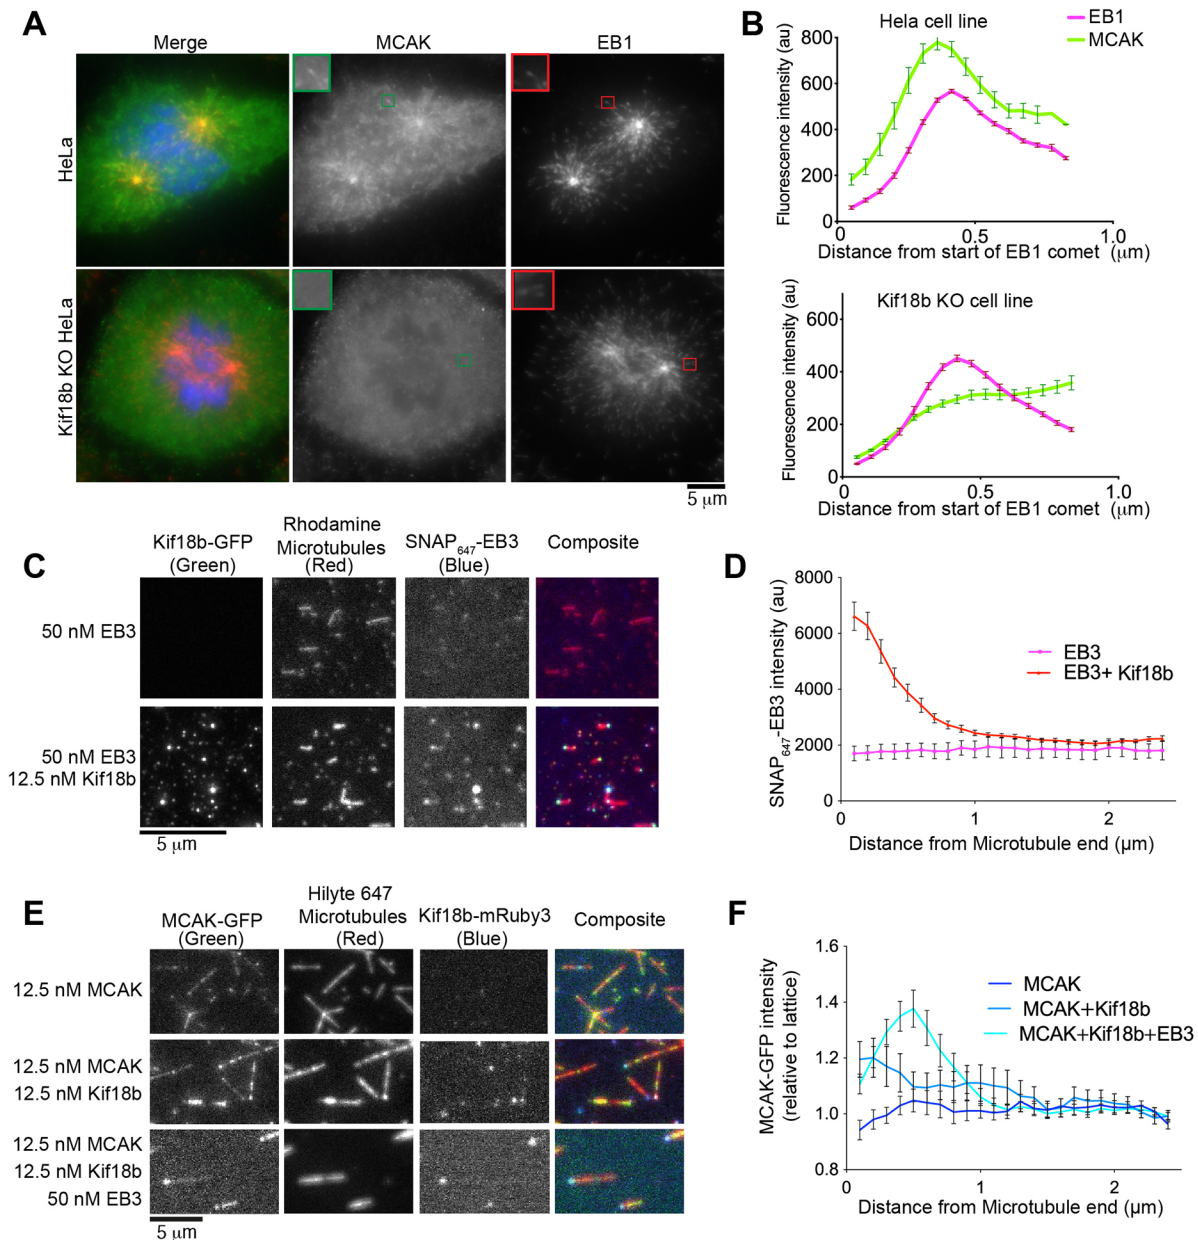 A
Merge
MCAK
EB1
HeLa
Kif18b KO HeLa
5 μm
B
Hela cell line
EB1
MCAK
Fluorescence intensity (au)
800
600
400
200
0
0
0.5
1.0
Distance from start of EB1 comet (μm)
Kif18b KO cell line
Fluorescence intensity (au)
600
400
200
0
0
0.5
1.0
Distance from start of EB1 comet (μm)
C
Kif18b-GFP
(Green)
Rhodamine
Microtubules
(Red)
SNAP647-EB3
(Blue)
Composite
50 nM EB3
50 nM EB3
12.5 nM Kif18b
5 μm
D
SNAP647-EB3 intensity (au)
8000
6000
4000
2000
0
EB3
EB3+ Kif18b
1
2
Distance from Microtubule end (μm)
E
MCAK-GFP
(Green)
Hilyte 647
Microtubules
(Red)
Kif18b-mRuby3
(Blue)
Composite
12.5 nM MCAK
12.5 nM MCAK
12.5 nM Kif18b
12.5 nM MCAK
12.5 nM Kif18b
50 nM EB3
5 μm
F
MCAK-GFP intensity
(relative to lattice)
1.6
1.4
1.2
1.0
0.8
MCAK
MCAK+Kif18b
MCAK+Kif18b+EB3
0
1
2
Distance from Microtubule end (μm)